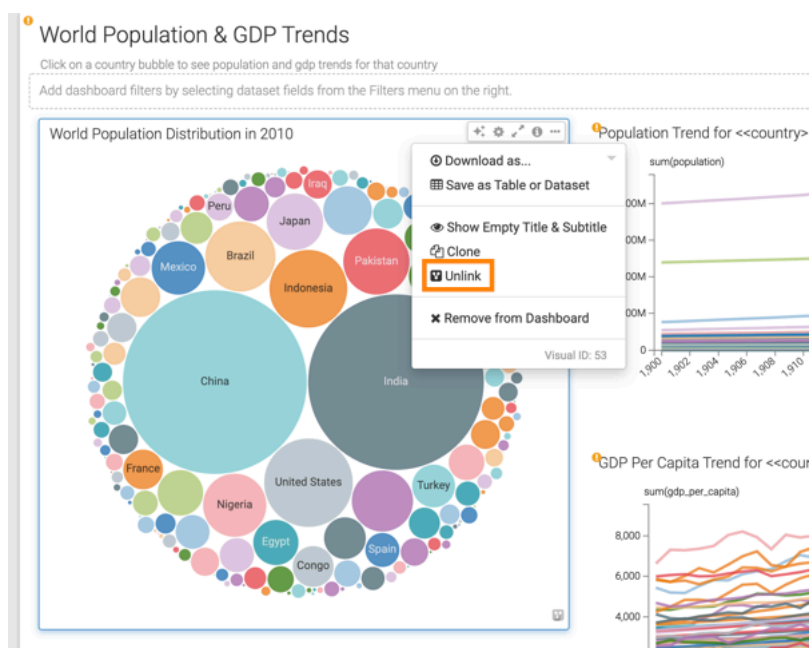 World Population & GDP Trends
Click on a country bubble to see population and gdp trends for that country
Add dashboard filters by selecting dataset fields from the Filters menu on the right.
World Population Distribution in 2010
Download as...
Save as Table or Dataset
Show Empty Title & Subtitle
Clone
Unlink
Remove from Dashboard
Visual ID: 53
Iraq
Peru
Japan
Brazil
Pakistan
Mexico
Indonesia
China
India
France
United States
Turkey
Nigeria
Egypt
Spain
Congo
Population Trend for <<country>
sum(population)
00M
00M
00M
00M
0
1,900
1,902
1,904
1,906
1,908
1,910
GDP Per Capita Trend for <<cour
sum(gdp_per_capita)
8,000
6,000
4,000